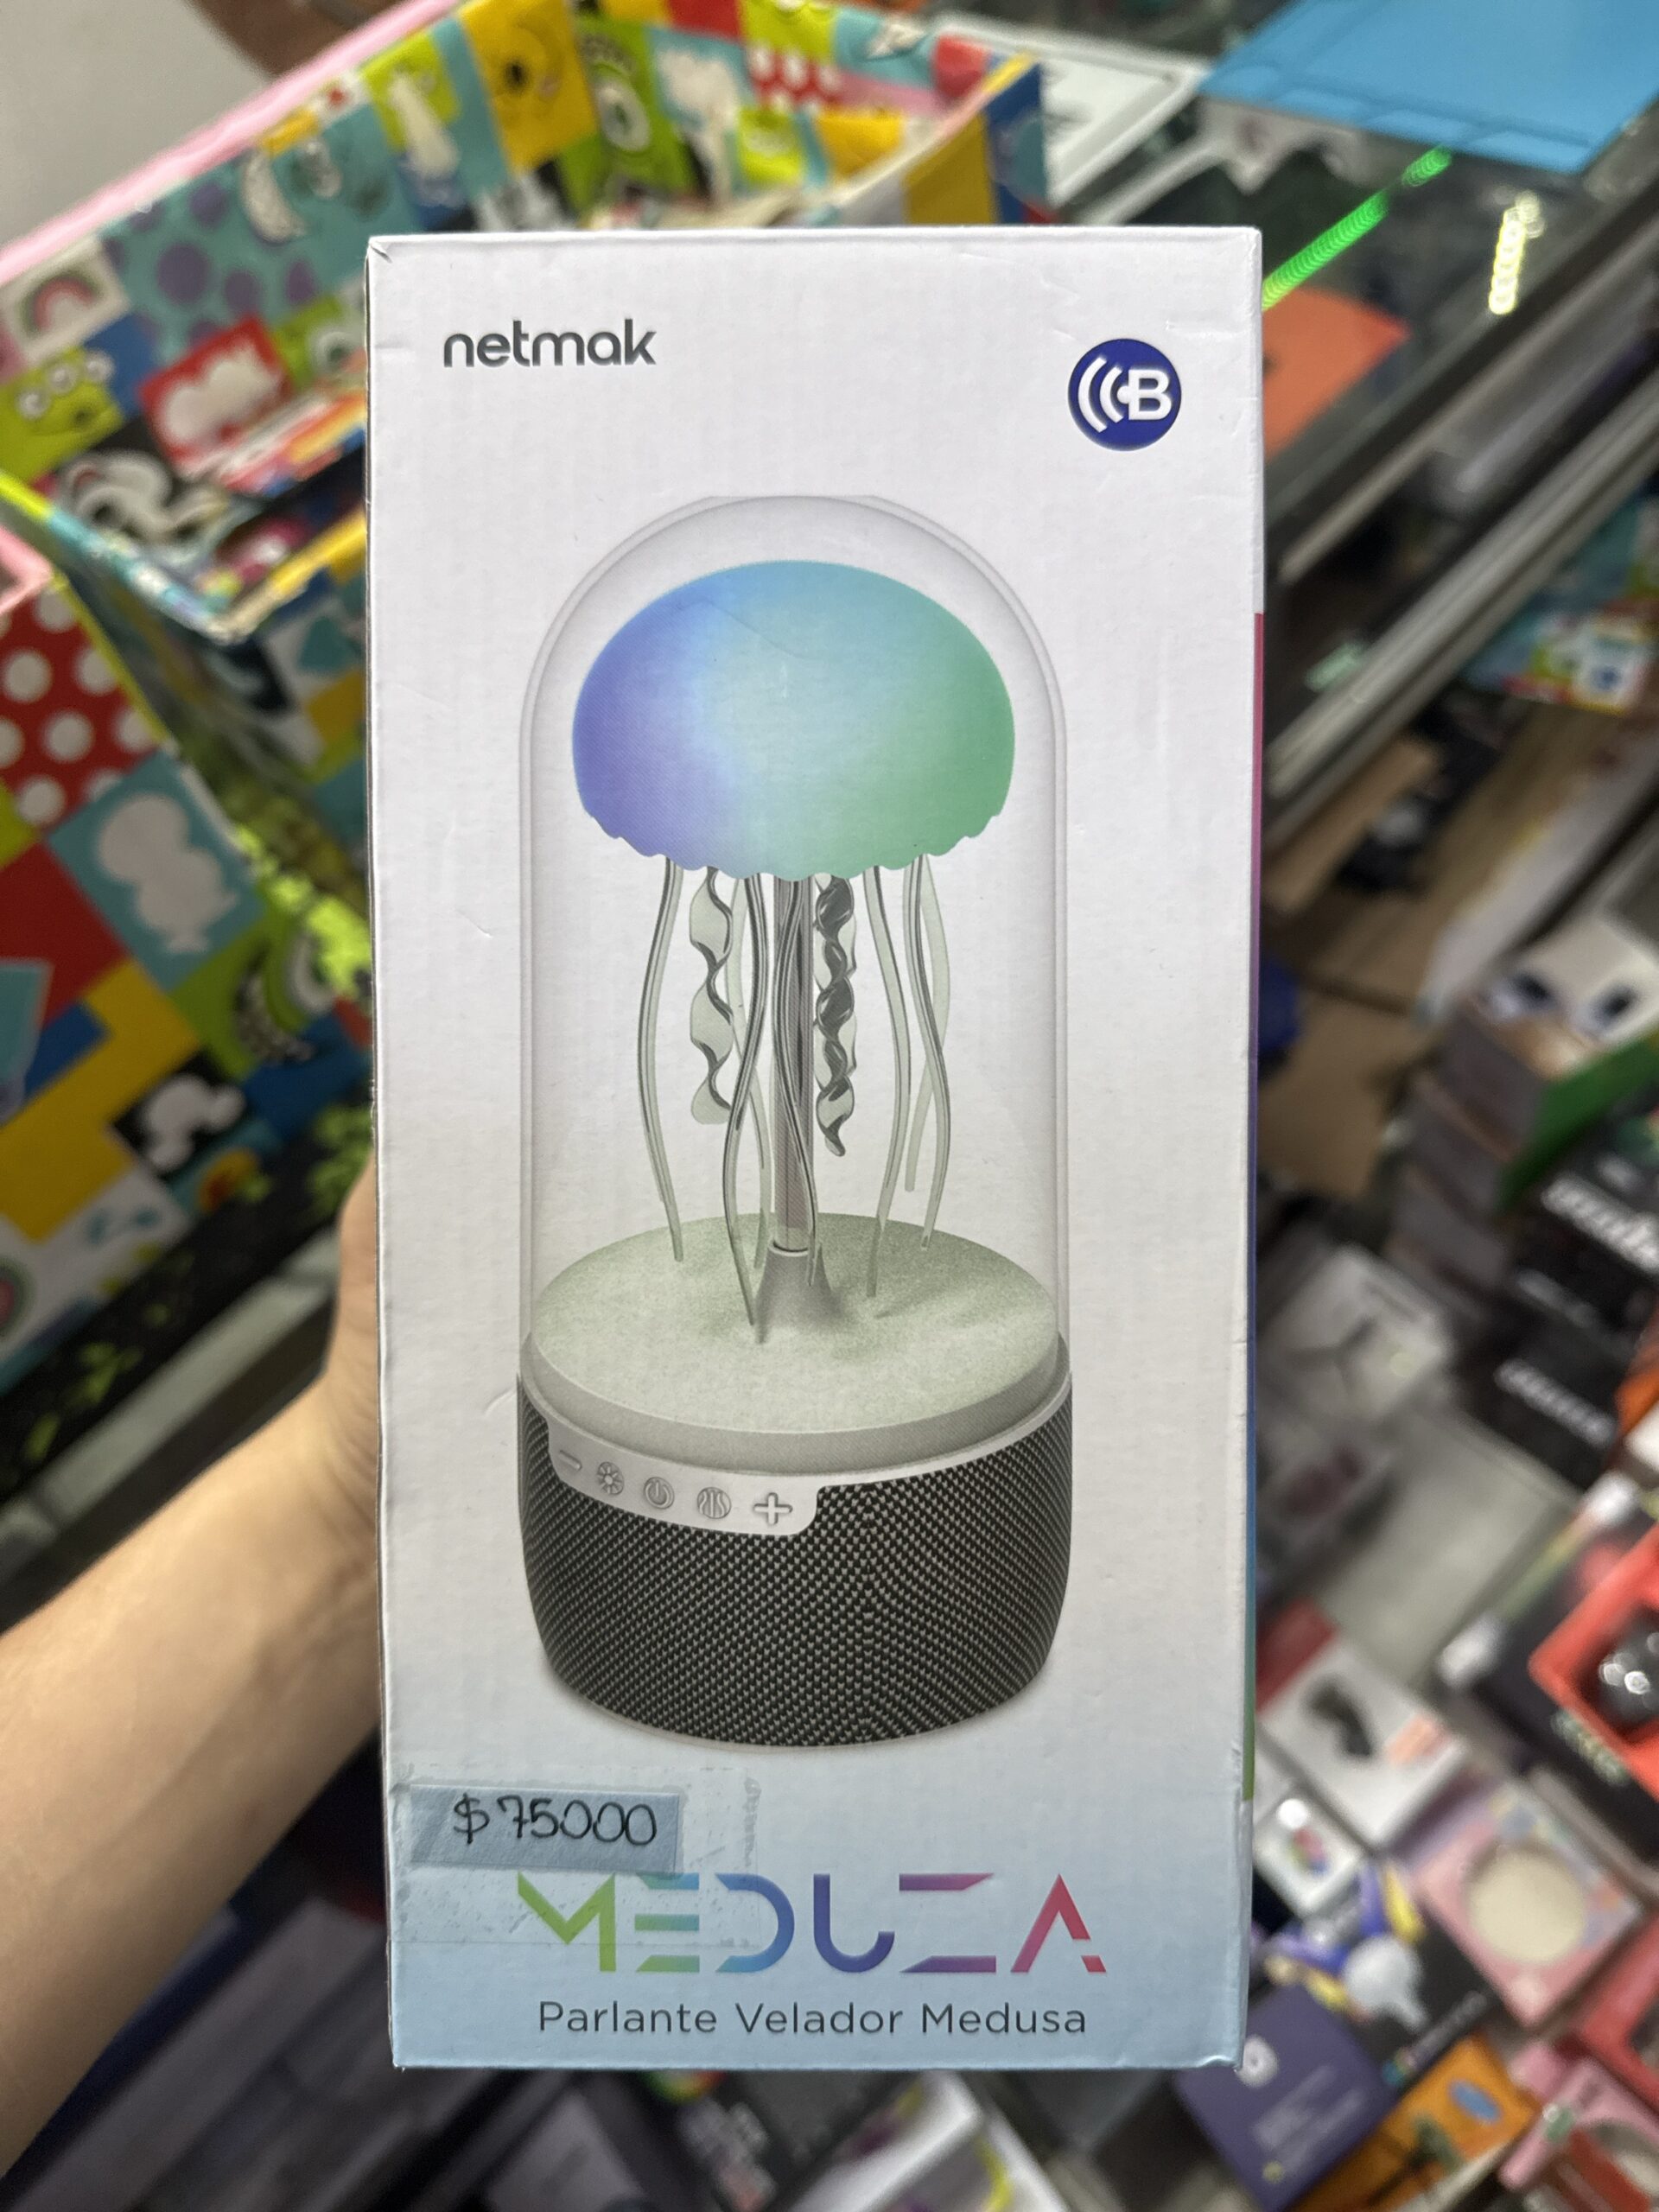 netmak
B
$75000
MEDUZA
Parlante Velador Medusa